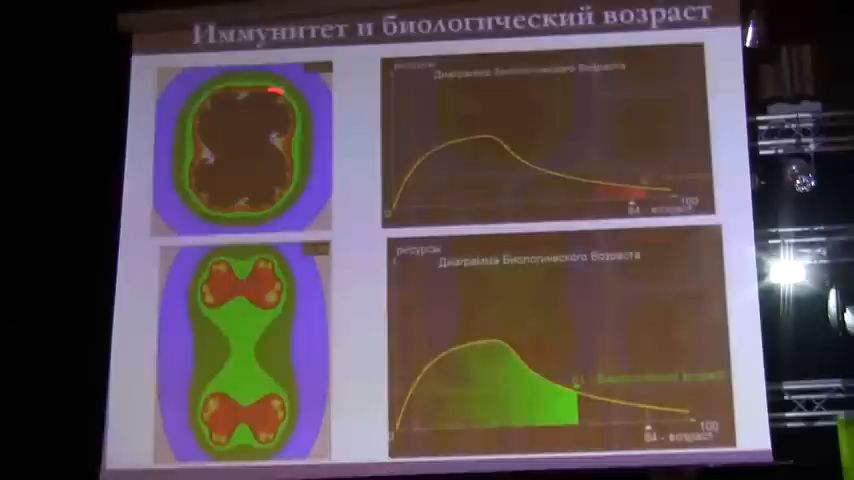 Иммунитет и биологический возраст
ресурсы
Диаграмма Биологического Возраста
0
84 - возраст
100
ресурсы
Диаграмма Биологического Возраста
Биологический возраст
0
84 - возраст
100